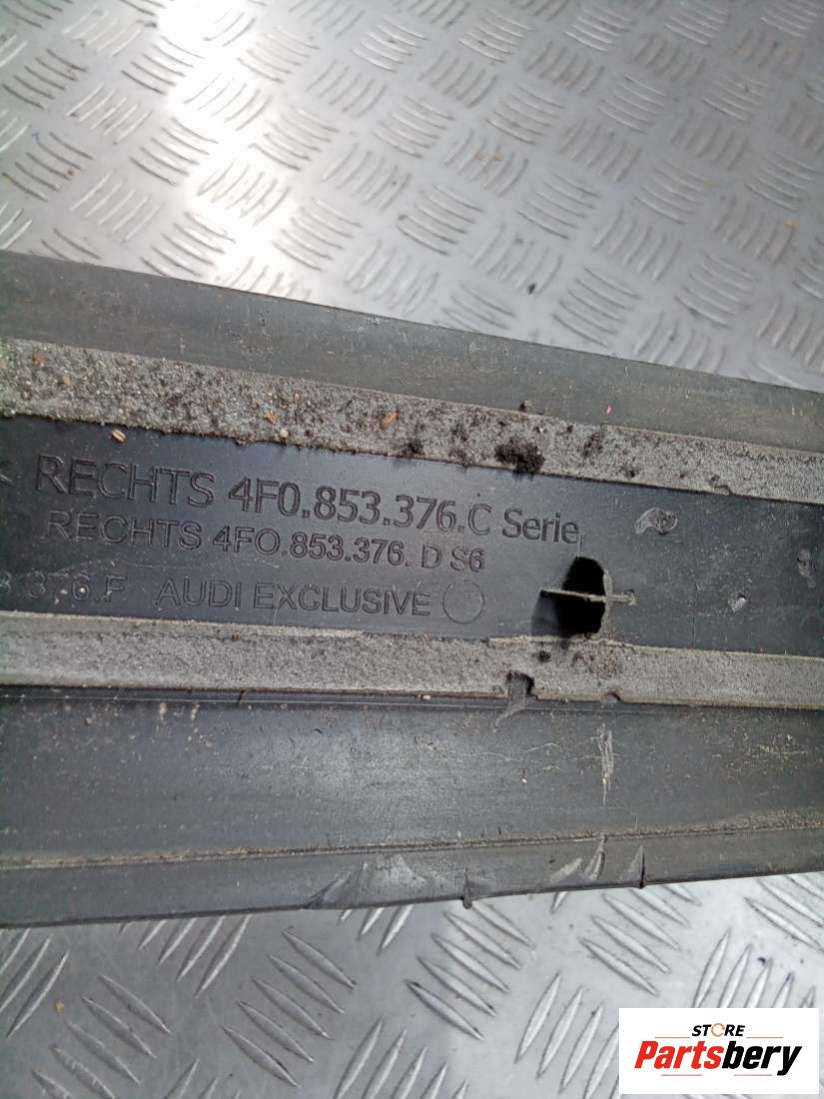 RECHTS 4F0.853.376.C Serie
RECHTS 4F0.853.376. D S6
376.F AUDI EXCLUSIVE
STORE
Partsbery